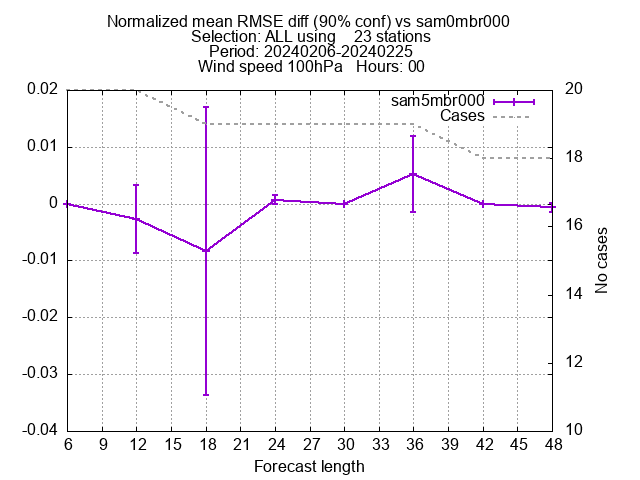 Normalized mean RMSE diff (90% conf) vs sam0mbr000
Selection: ALL using    23 stations
Period: 20240206-20240225
Wind speed 100hPa   Hours: 00
sam5mbr000
Cases
0.02
0.01
0
-0.01
-0.02
-0.03
-0.04
20
18
16
14
12
10
No cases
6 9 12 15 18 21 24 27 30 33 36 39 42 45 48
Forecast length